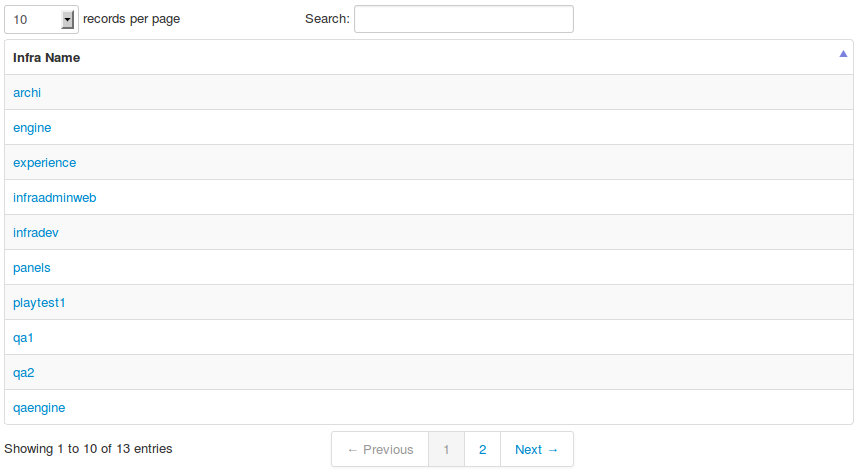 10 records per page Search:
Infra Name
archi
engine
experience
infraadminweb
infradev
panels
playtest1
qa1
qa2
qaengine
Showing 1 to 10 of 13 entries ← Previous 1 2 Next →